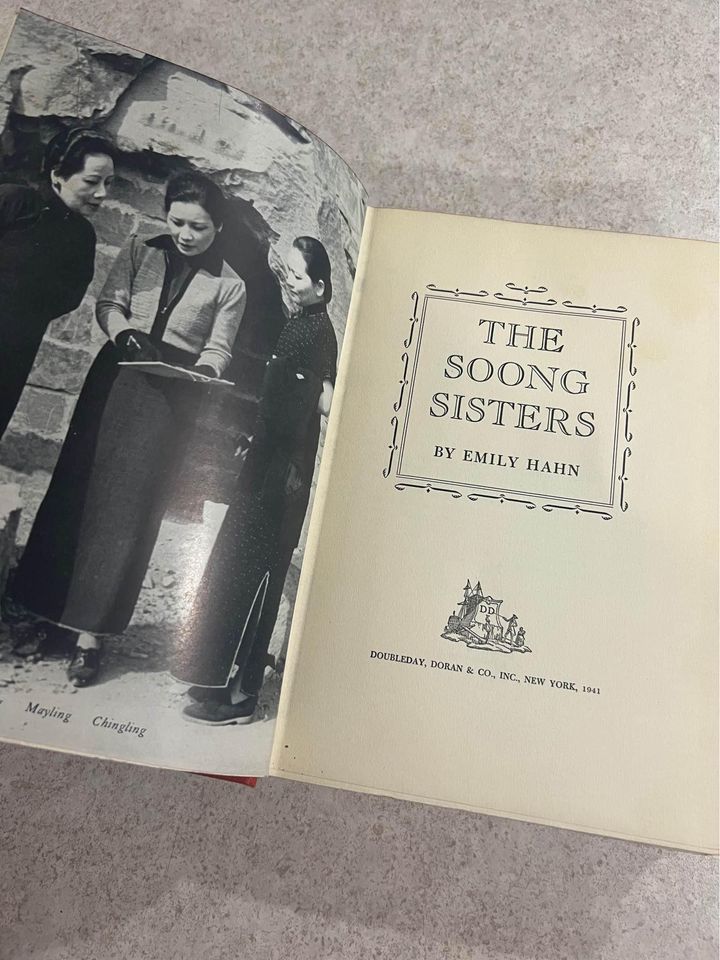 Mayling Chingling
THE
SOONG
SISTERS
BY EMILY HAHN
D D
DOUBLEDAY, DORAN & CO., INC., NEW YORK, 1941